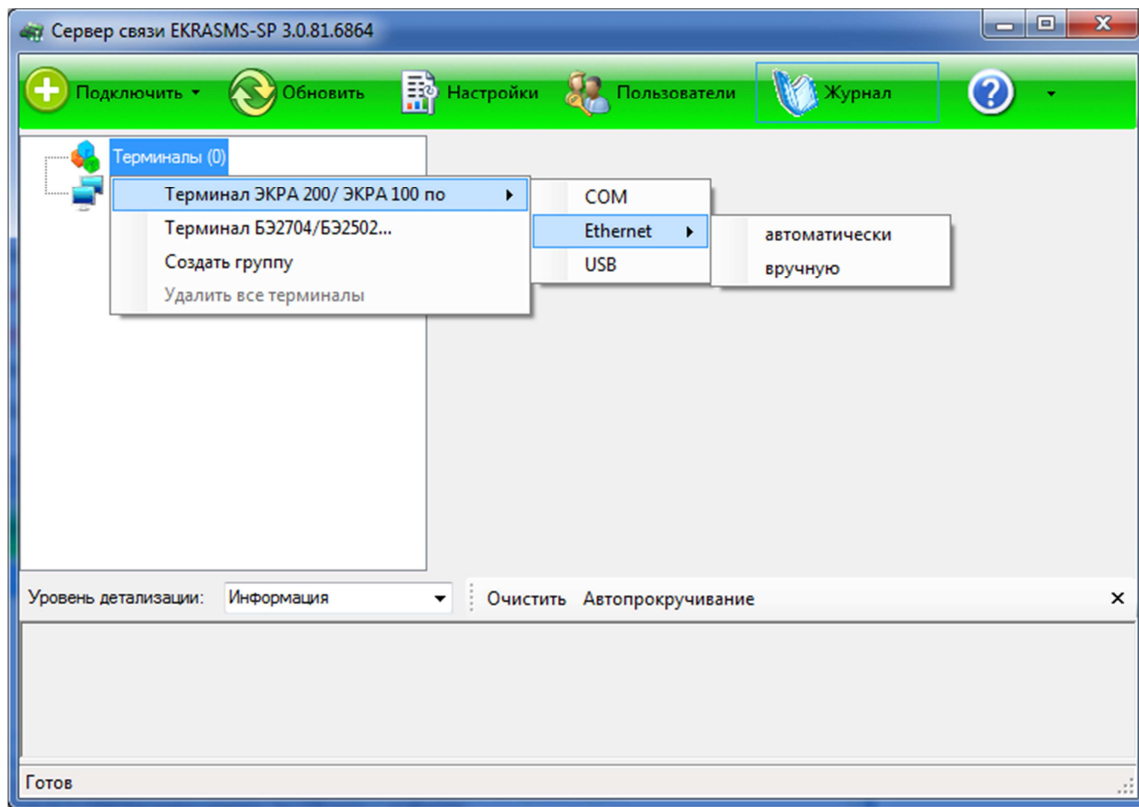 Сервер связи EKRASMS-SP 3.0.81.6864
Подключить Обновить Настройки Пользователи Журнал ?
Терминалы (0)
Терминал ЭКРА 200/ ЭКРА 100 по
Терминал БЭ2704/БЭ2502...
Создать группу
Удалить все терминалы
COM
Ethernet
USB
автоматически
вручную
Уровень детализации: Информация Очистить Автопрокручивание
Готов